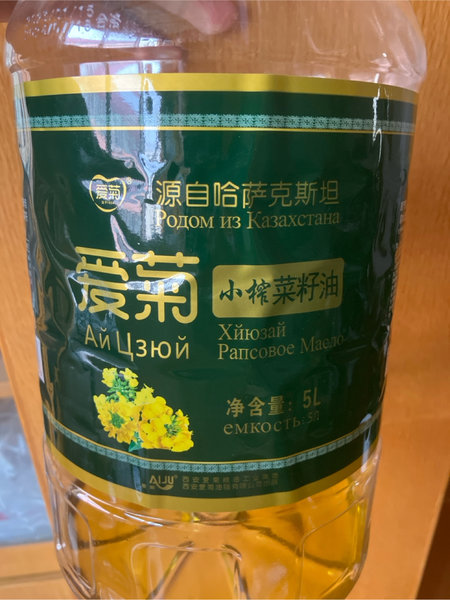 爱菊
源自哈萨克斯坦
Родом из Казахстана
爱菊
小榨菜籽油
Ай Цзюй
Хйюзай
Рапсовое Масло
净含量: 5L
емкость: 5л
AIJU